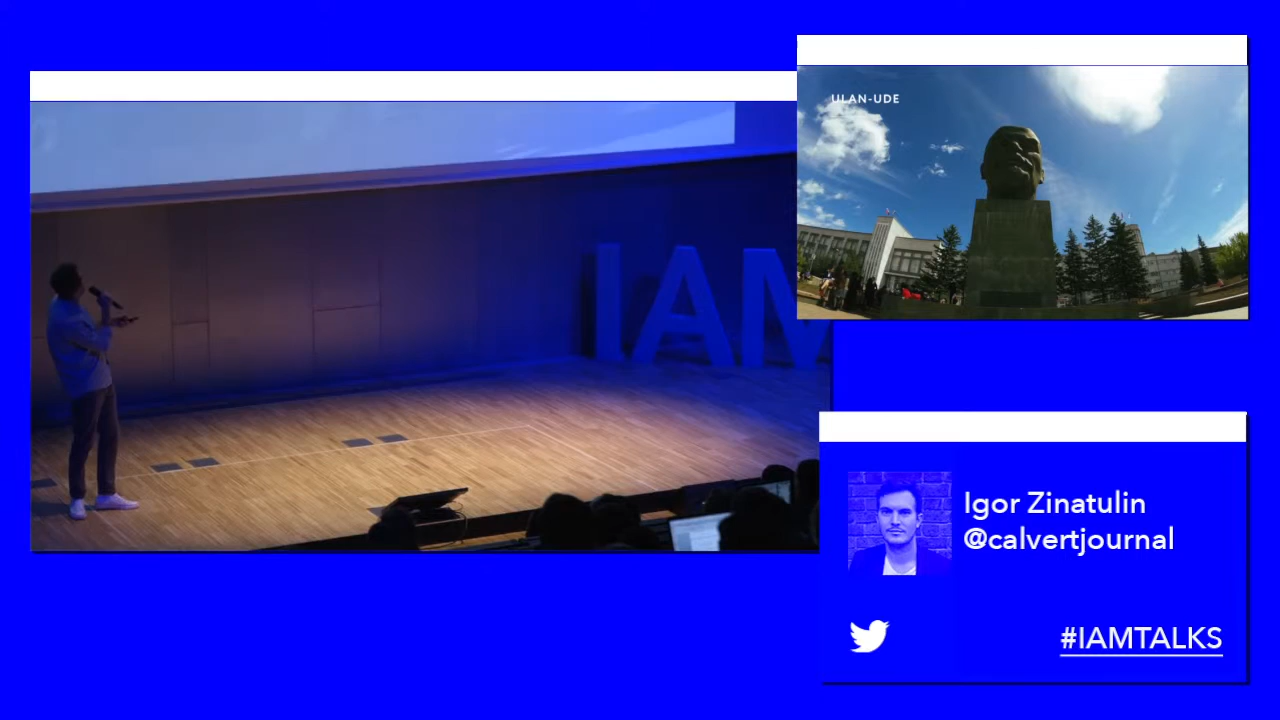 ULAN-UDE
IAM
Igor Zinatulin
@calvertjournal
#IAMTALKS